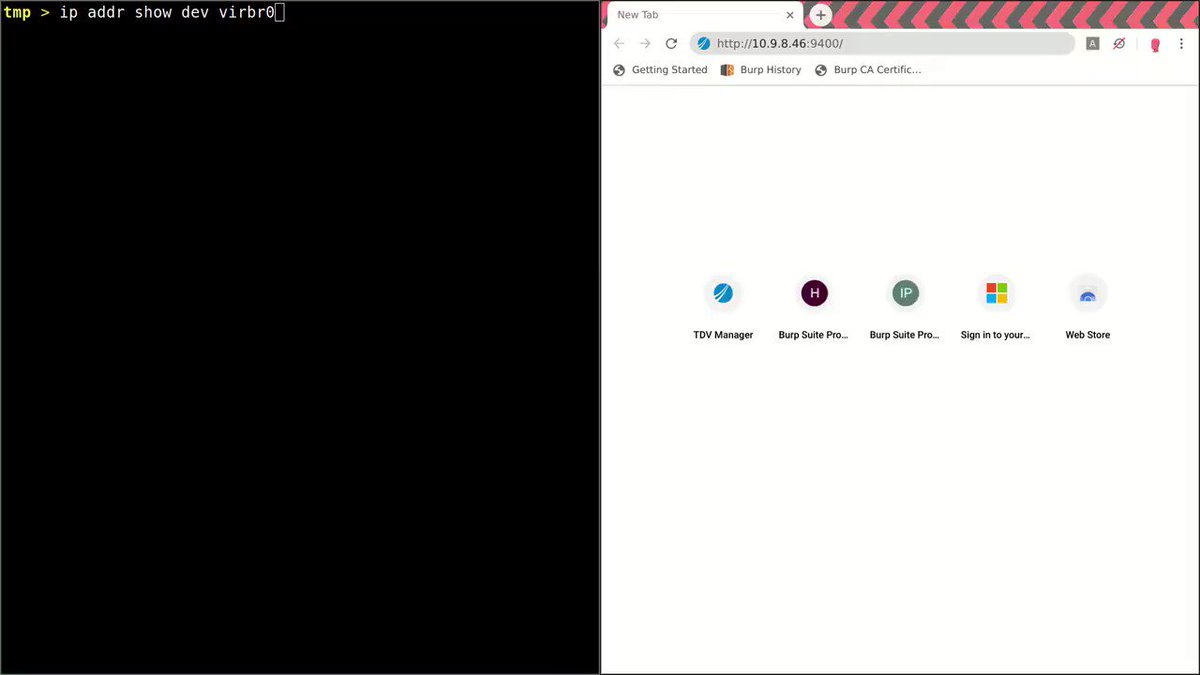 tmp > ip addr show dev virbr0
New Tab
http://10.9.8.46:9400/
A
Getting Started
Burp History
Burp CA Certific...
H
IP
TDV Manager
Burp Suite Pro...
Burp Suite Pro...
Sign in to your...
Web Store